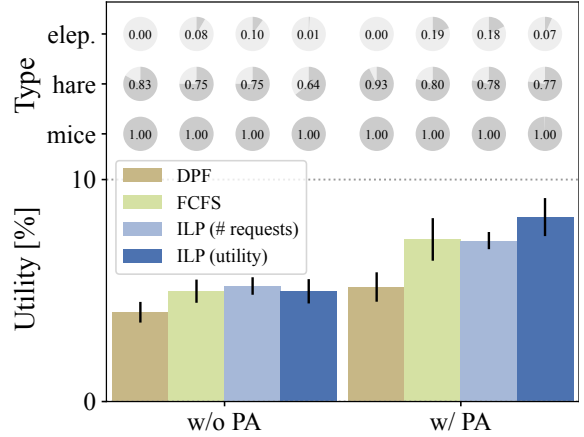 elep. 0.00 0.08 0.10 0.01 0.00 0.19 0.18 0.07
Type
hare 0.83 0.75 0.75 0.64 0.93 0.80 0.78 0.77
mice 1.00 1.00 1.00 1.00 1.00 1.00 1.00 1.00
10
DPF
FCFS
ILP (# requests)
ILP (utility)
Utility [%]
0
w/o PA w/ PA